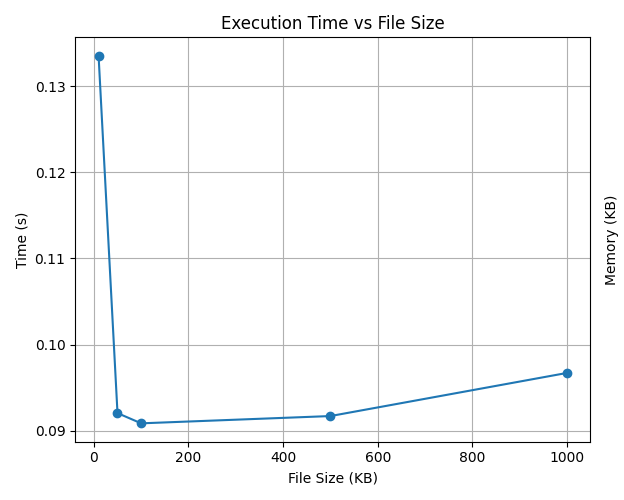 Execution Time vs File Size
Time (s)
0.13
0.12
0.11
0.10
0.09
0 200 400 600 800 1000
File Size (KB)
Memory (KB)